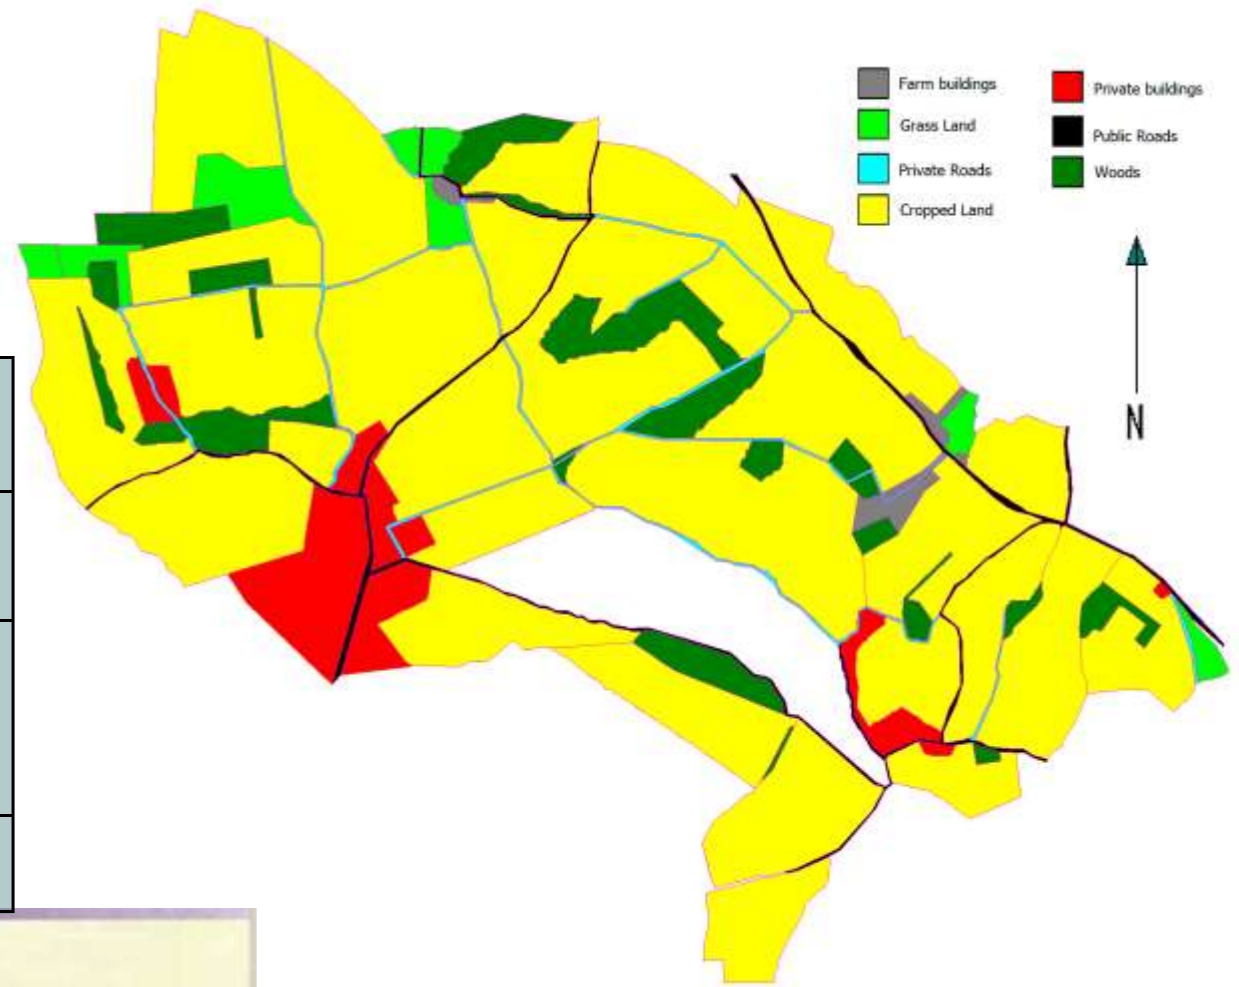 Farm buildings
Grass Land
Private Roads
Cropped Land
Private buildings
Public Roads
Woods
N